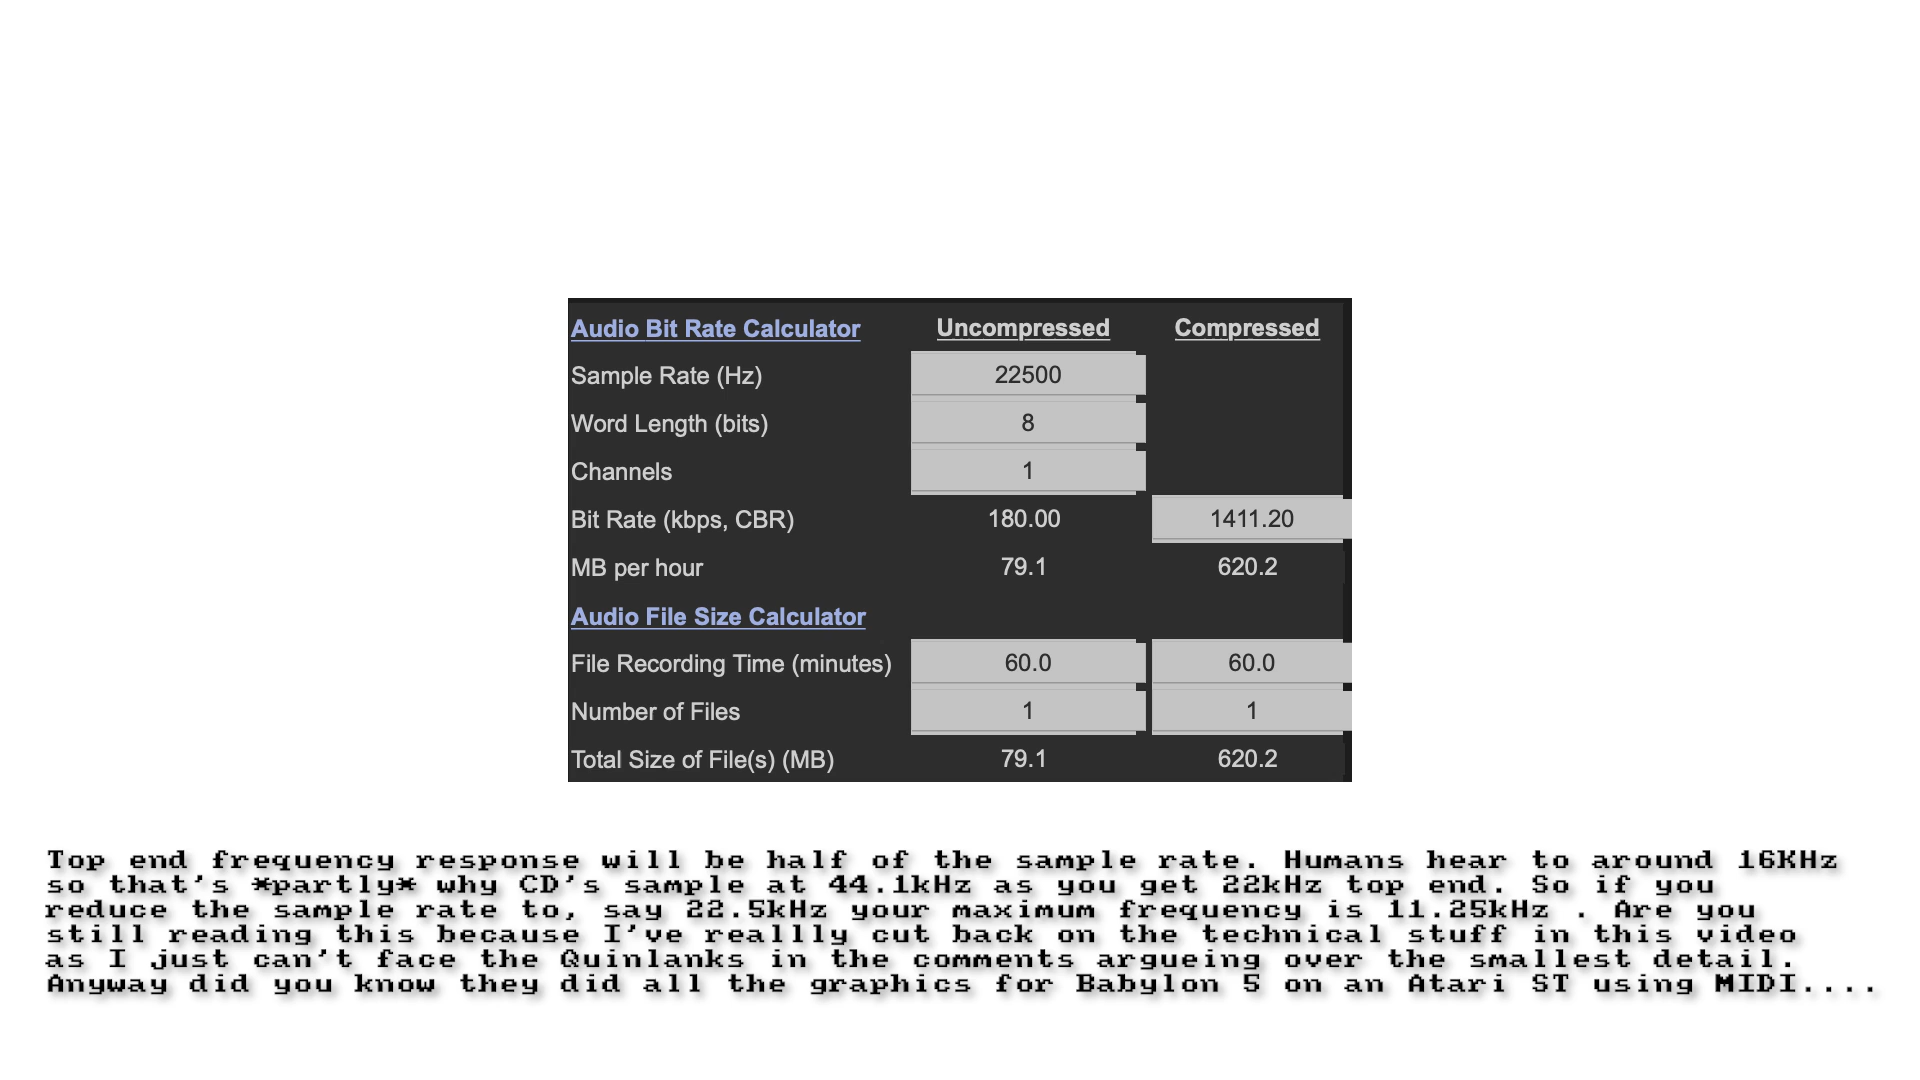 Audio Bit Rate Calculator Uncompressed Compressed
Sample Rate (Hz) 22500
Word Length (bits) 8
Channels 1
Bit Rate (kbps, CBR) 180.00 1411.20
MB per hour 79.1 620.2
Audio File Size Calculator
File Recording Time (minutes) 60.0 60.0
Number of Files 1 1
Total Size of File(s) (MB) 79.1 620.2
Top end frequency response will be half of the sample rate. Humans hear to around 16KHz
so that's *partly* why CD's sample at 44.1kHz as you get 22kHz top end. So if you
reduce the sample rate to, say 22.5kHz your maximum frequency is 11.25kHz . Are you
still reading this because I've reallly cut back on the technical stuff in this video
as I just can't face the Quinlanks in the comments argueing over the smallest detail.
Anyway did you know they did all the graphics for Babylon 5 on an Atari ST using MIDI....